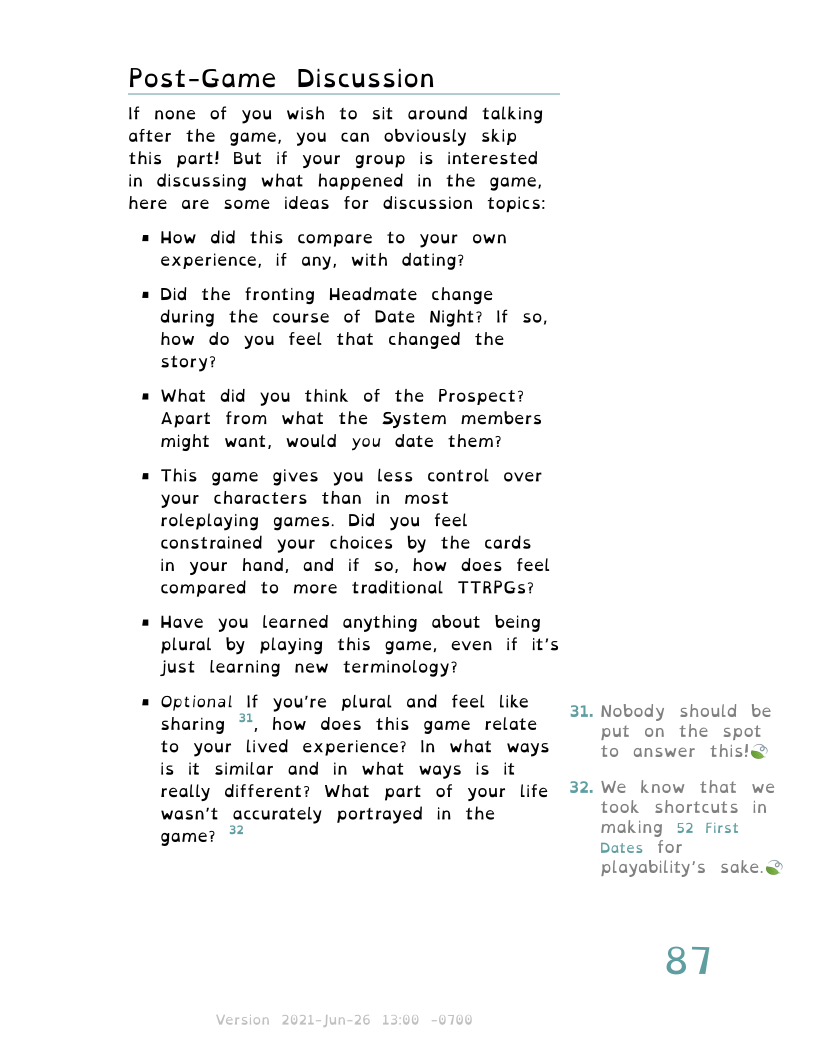 Post-Game Discussion
If none of you wish to sit around talking
after the game, you can obviously skip
this part! But if your group is interested
in discussing what happened in the game,
here are some ideas for discussion topics:
▪ How did this compare to your own
experience, if any, with dating?
▪ Did the fronting Headmate change
during the course of Date Night? If so,
how do you feel that changed the
story?
▪ What did you think of the Prospect?
Apart from what the System members
might want, would you date them?
▪ This game gives you less control over
your characters than in most
roleplaying games. Did you feel
constrained your choices by the cards
in your hand, and if so, how does feel
compared to more traditional TTRPGs?
▪ Have you learned anything about being
plural by playing this game, even if it's
just learning new terminology?
▪ Optional If you're plural and feel like
sharing 31, how does this game relate
to your lived experience? In what ways
is it similar and in what ways is it
really different? What part of your life
wasn't accurately portrayed in the
game? 32
31. Nobody should be
put on the spot
to answer this!
32. We know that we
took shortcuts in
making 52 First
Dates for
playability's sake.
87
Version 2021-Jun-26 13:00 -0700